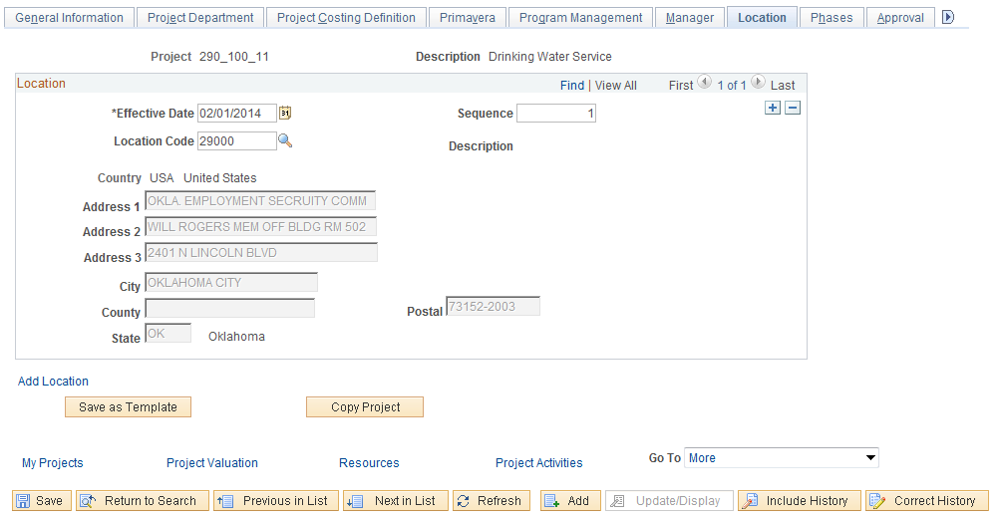 General Information Project Department Project Costing Definition Primavera Program Management Manager Location Phases Approval
Project 290_100_11 Description Drinking Water Service
Location Find | View All First 1 of 1 Last
*Effective Date 02/01/2014 31 Sequence 1
Location Code 29000 Description
Country USA United States
Address 1 OKLA. EMPLOYMENT SECRUITY COMM
Address 2 WILL ROGERS MEM OFF BLDG RM 502
Address 3 2401 N LINCOLN BLVD
City OKLAHOMA CITY
County Postal 73152-2003
State OK Oklahoma
Add Location
Save as Template Copy Project
My Projects Project Valuation Resources Project Activities Go To More
Save Return to Search Previous in List Next in List Refresh Add Update/Display Include History Correct History